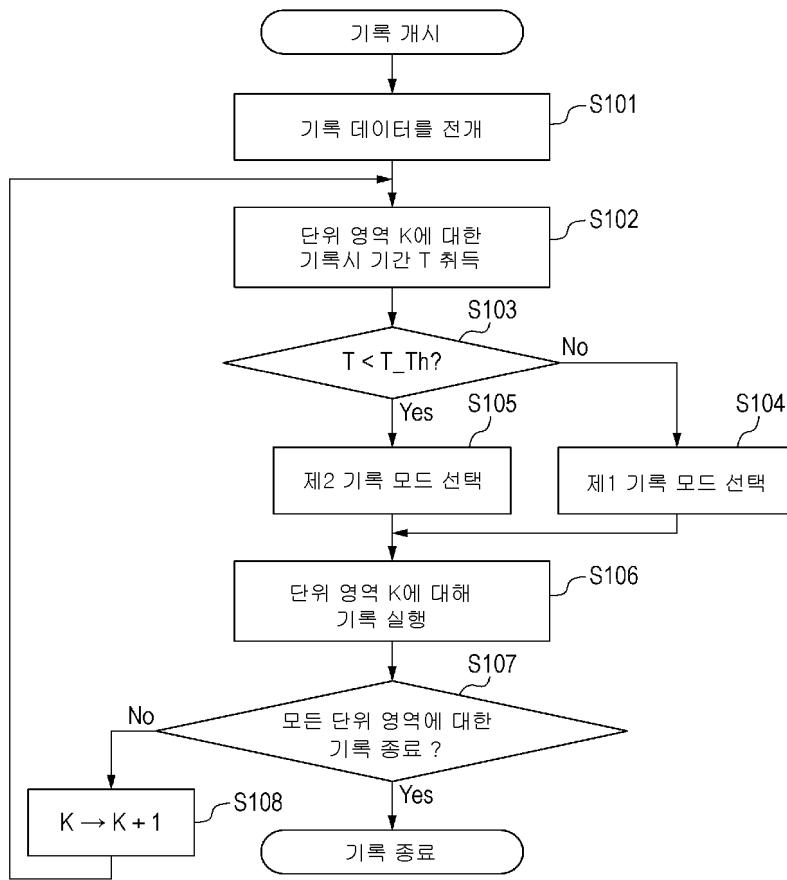 기록 개시
기록 데이터를 전개
S101
단위 영역 K에 대한
기록시 기간 T 취득
S102
T < T_Th?
S103
No
Yes
제2 기록 모드 선택
S105
제1 기록 모드 선택
S104
단위 영역 K에 대해
기록 실행
S106
모든 단위 영역에 대한
기록 종료 ?
S107
No
Yes
K → K + 1
S108
기록 종료